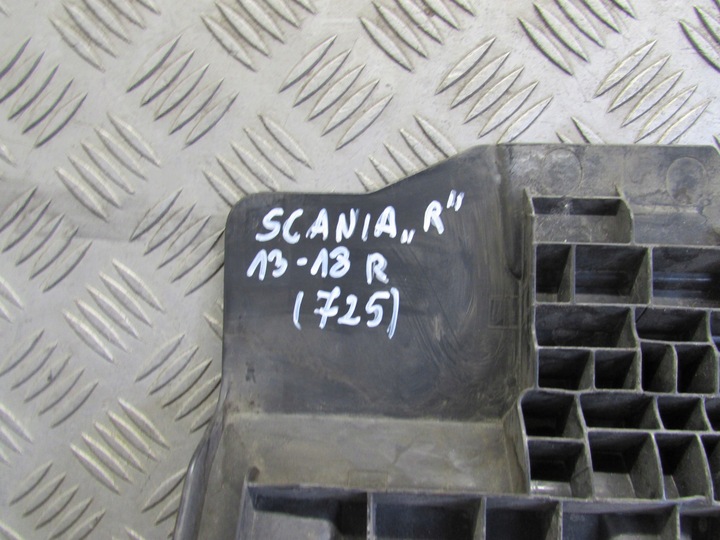 SCANIA „R"
13-18 R
(725)